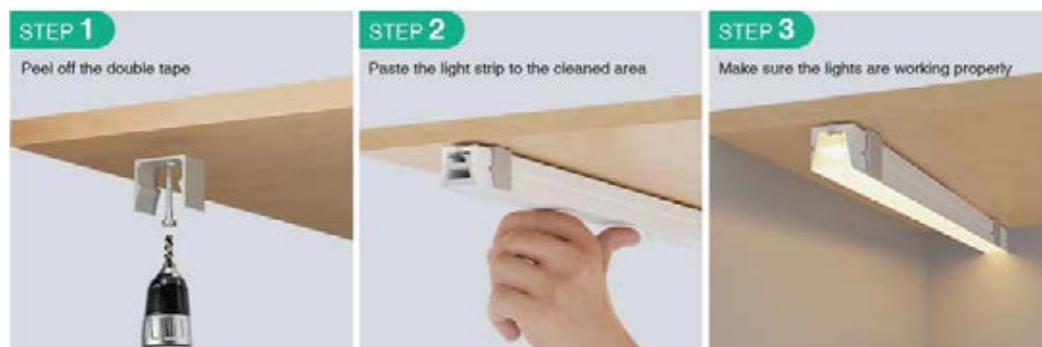 STEP 1
Peel off the double tape
STEP 2
Paste the light strip to the cleaned area
STEP 3
Make sure the lights are working properly